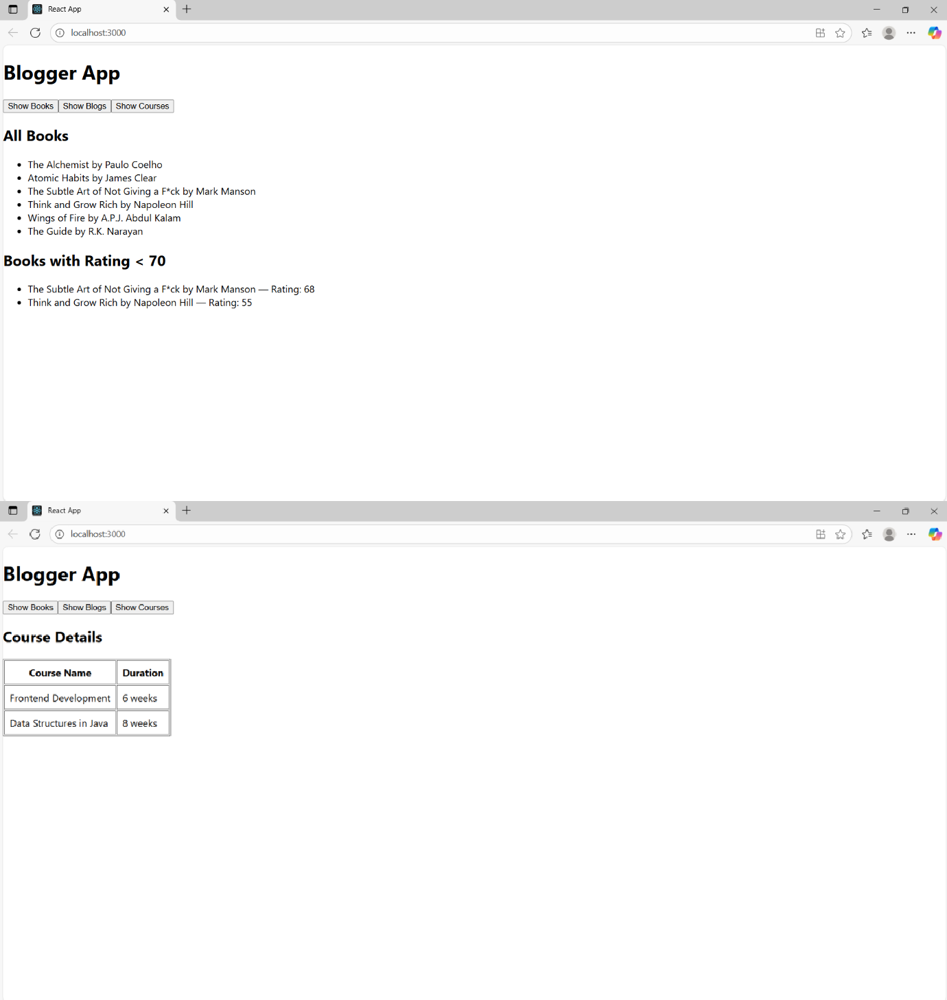 React App
localhost:3000
Blogger App
Show Books Show Blogs Show Courses
All Books
• The Alchemist by Paulo Coelho
• Atomic Habits by James Clear
• The Subtle Art of Not Giving a F*ck by Mark Manson
• Think and Grow Rich by Napoleon Hill
• Wings of Fire by A.P.J. Abdul Kalam
• The Guide by R.K. Narayan
Books with Rating < 70
• The Subtle Art of Not Giving a F*ck by Mark Manson — Rating: 68
• Think and Grow Rich by Napoleon Hill — Rating: 55
React App
localhost:3000
Blogger App
Show Books Show Blogs Show Courses
Course Details
Course Name Duration
Frontend Development 6 weeks
Data Structures in Java 8 weeks